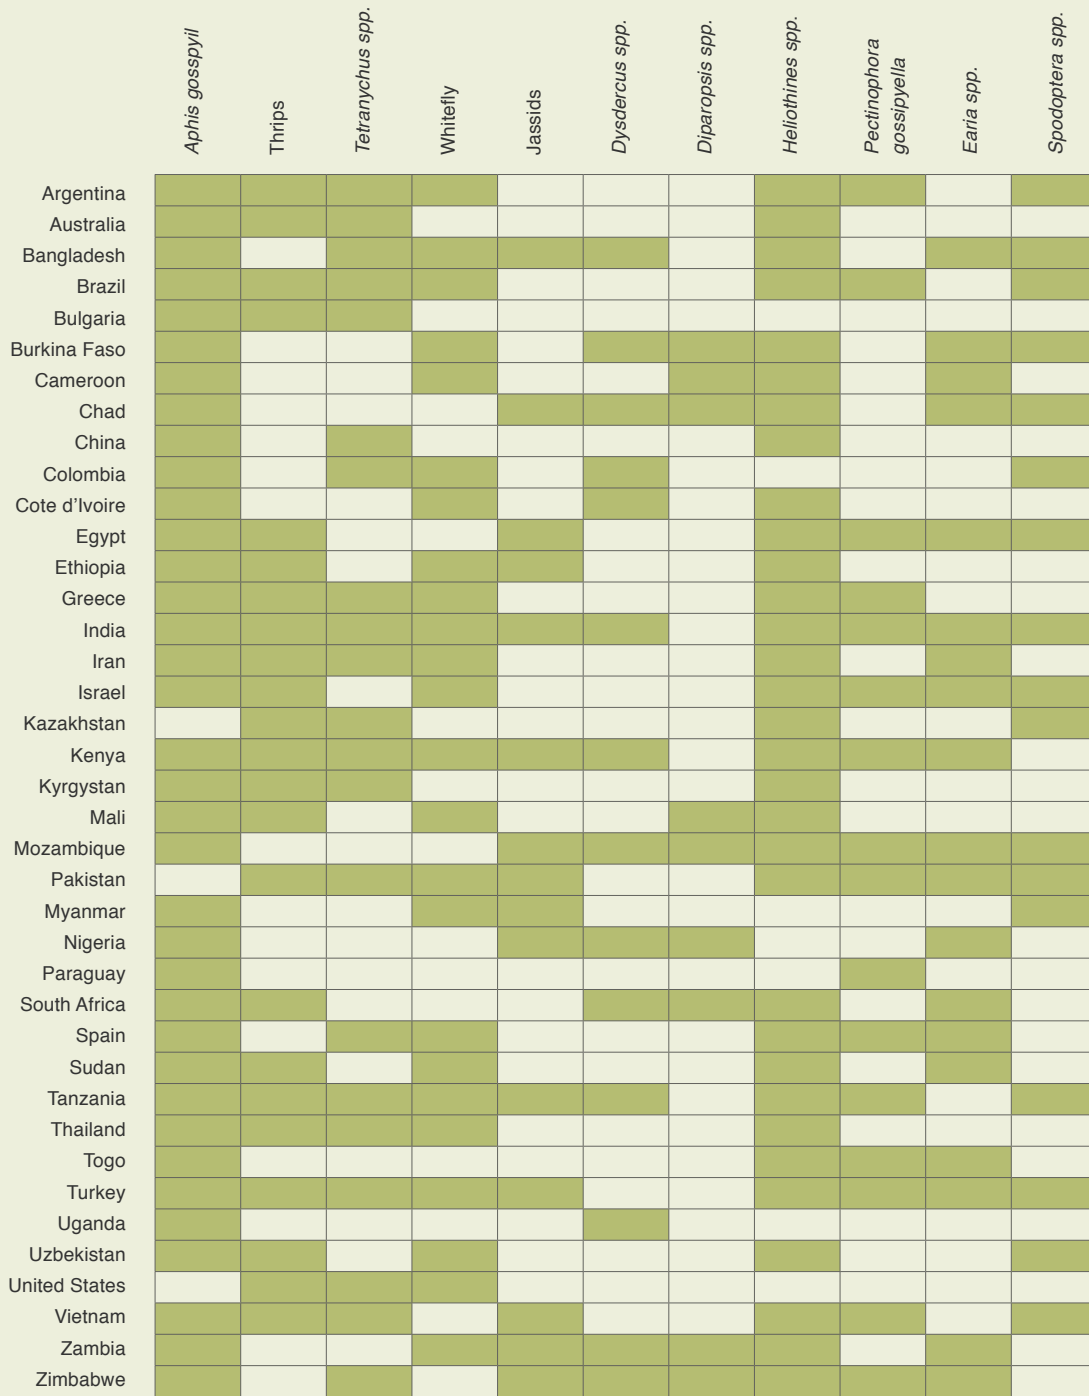 Aphis gosspyil
Thrips
Tetranychus spp.
Whitefly
Jassids
Dysdercus spp.
Diparopsis spp.
Heliothines spp.
Pectinophora
gossipyella
Earia spp.
Spodoptera spp.
Argentina
Australia
Bangladesh
Brazil
Bulgaria
Burkina Faso
Cameroon
Chad
China
Colombia
Cote d’Ivoire
Egypt
Ethiopia
Greece
India
Iran
Israel
Kazakhstan
Kenya
Kyrgystan
Mali
Mozambique
Pakistan
Myanmar
Nigeria
Paraguay
South Africa
Spain
Sudan
Tanzania
Thailand
Togo
Turkey
Uganda
Uzbekistan
United States
Vietnam
Zambia
Zimbabwe